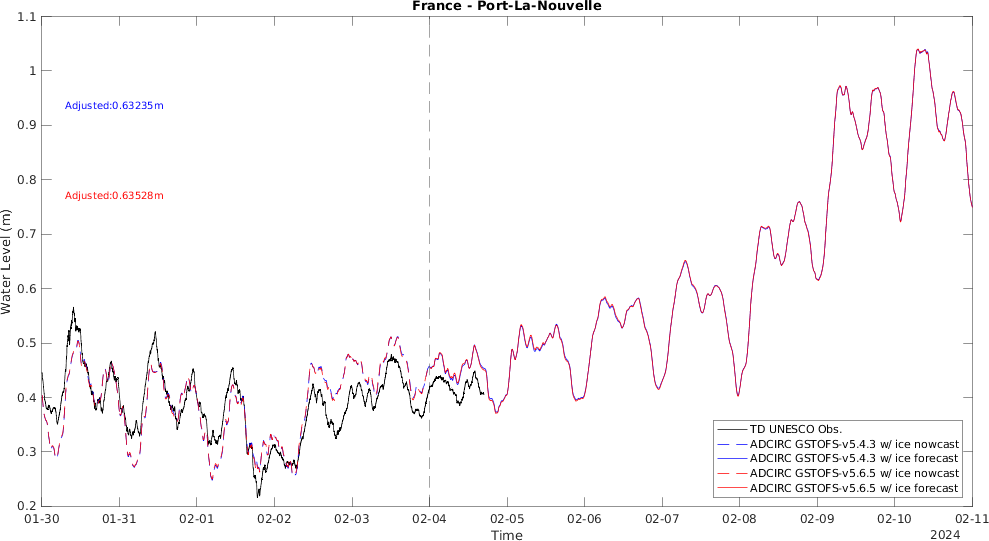 France - Port-La-Nouvelle
1.1
1
0.9
0.8
0.7
0.6
0.5
0.4
0.3
0.2
Water Level (m)
Adjusted:0.63235m
Adjusted:0.63528m
TD UNESCO Obs.
ADCIRC GSTOFS-v5.4.3 w/ ice nowcast
ADCIRC GSTOFS-v5.4.3 w/ ice forecast
ADCIRC GSTOFS-v5.6.5 w/ ice nowcast
ADCIRC GSTOFS-v5.6.5 w/ ice forecast
01-30 01-31 02-01 02-02 02-03 02-04 02-05 02-06 02-07 02-08 02-09 02-10 02-11
Time
2024